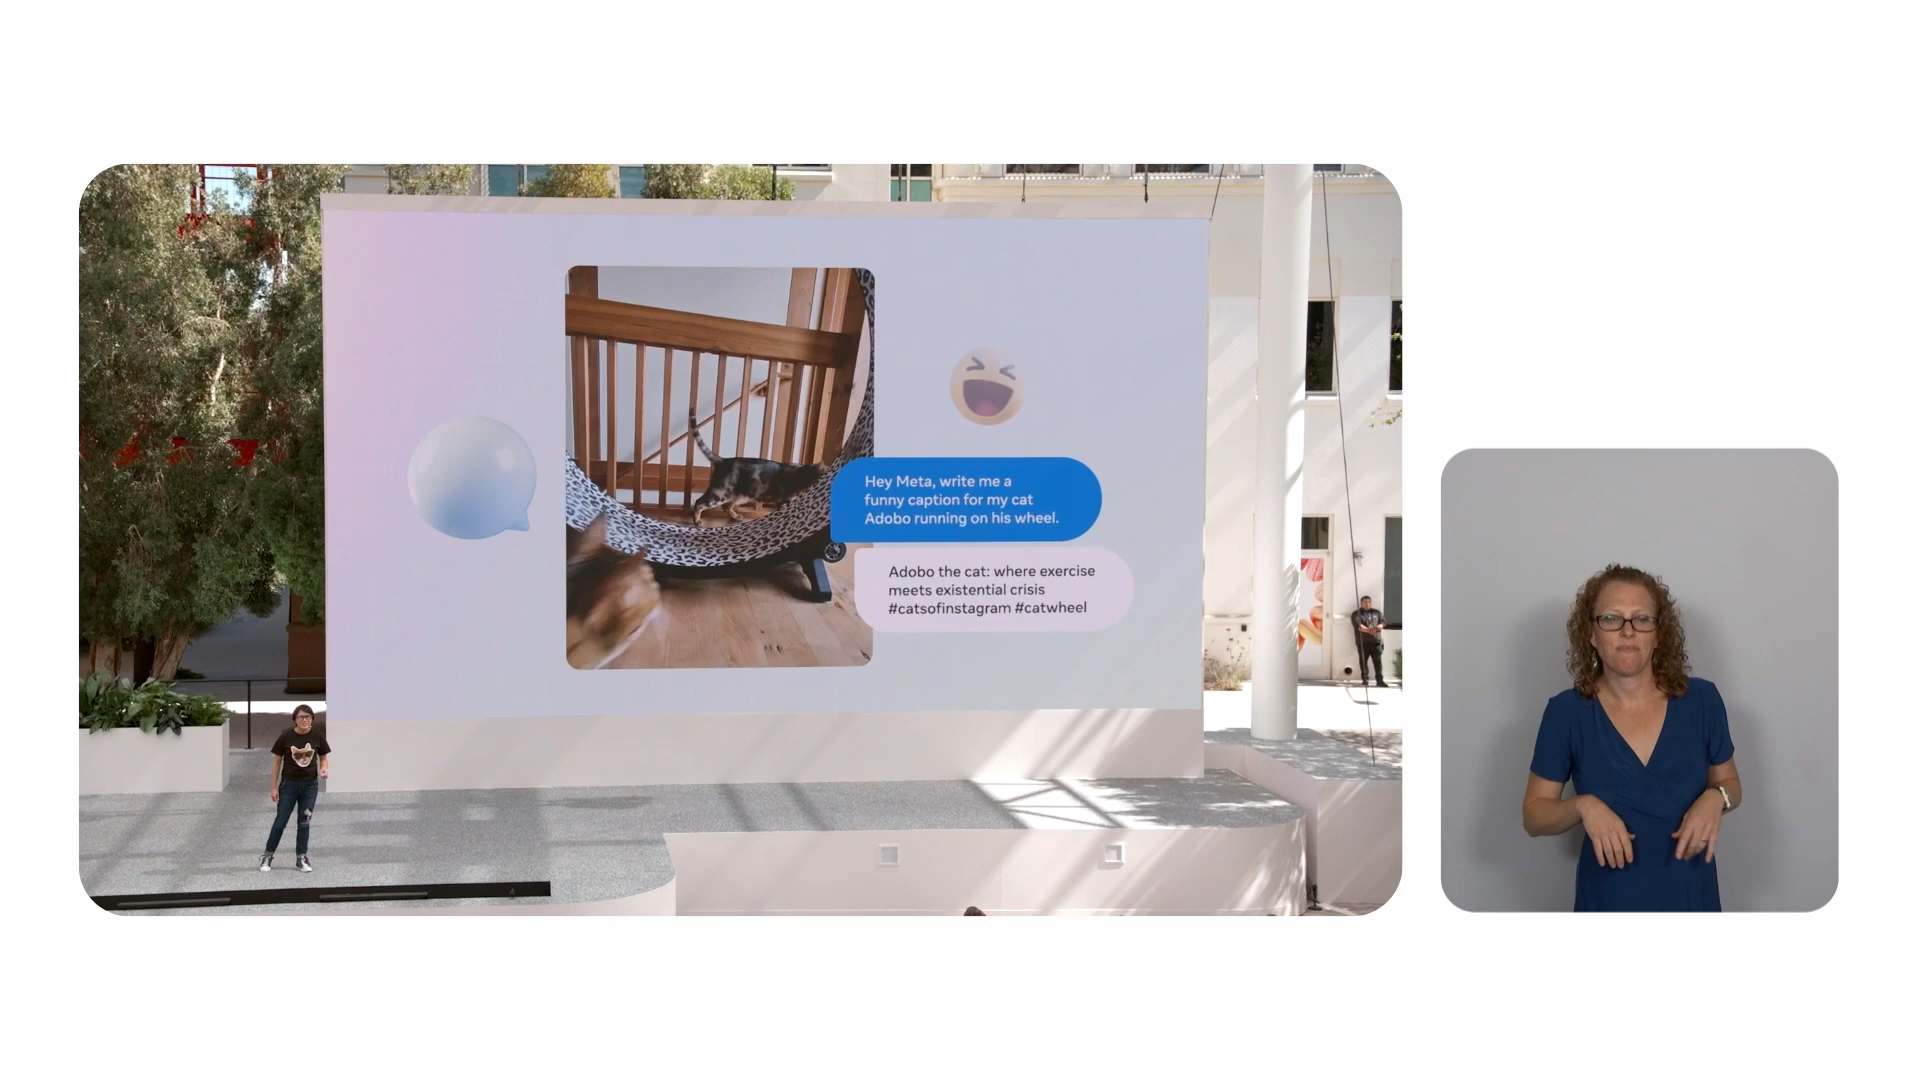 Hey Meta, write me a
funny caption for my cat
Adobo running on his wheel.
Adobo the cat: where exercise
meets existential crisis
#catsofinstagram #catwheel